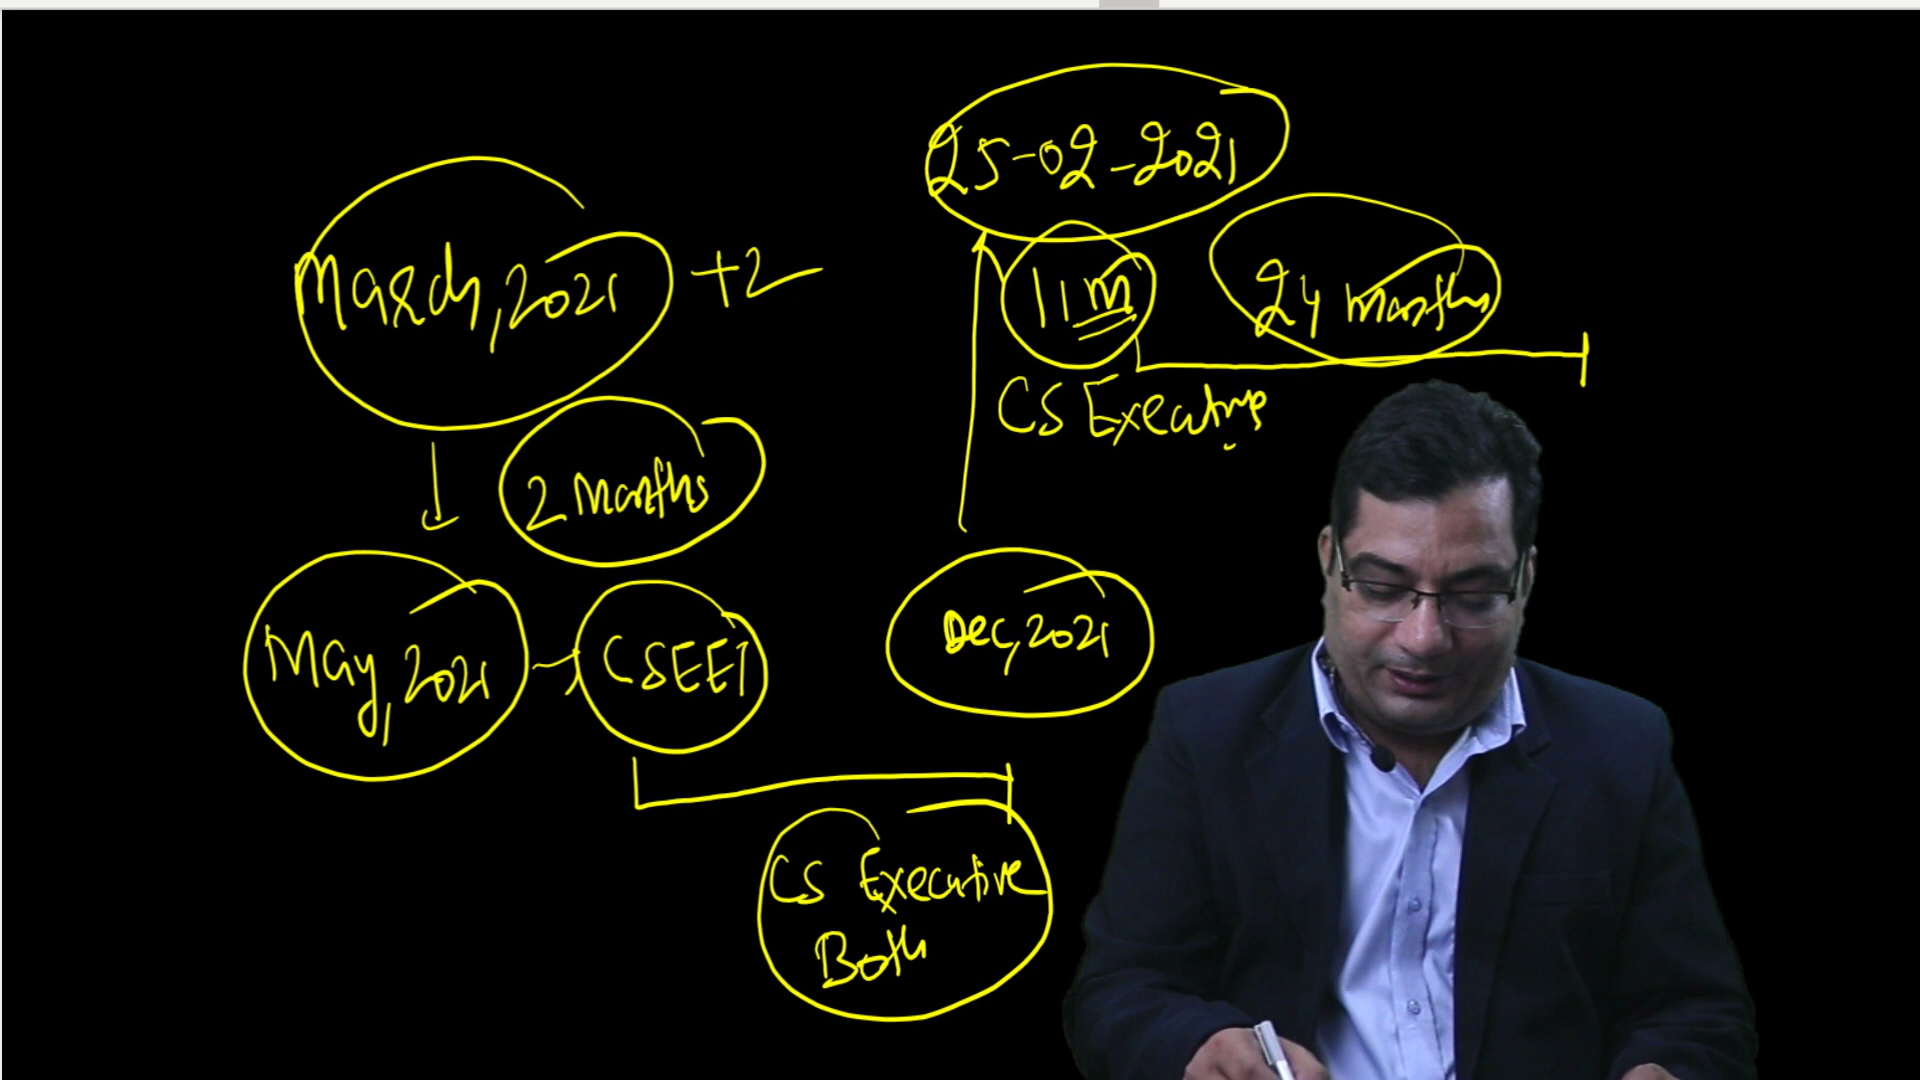 March, 2021 +2
2 Months
May, 2021
CSEET
CS Executive
Both
25-02-2021
11m
24 Months
CS Executive
Dec, 2021